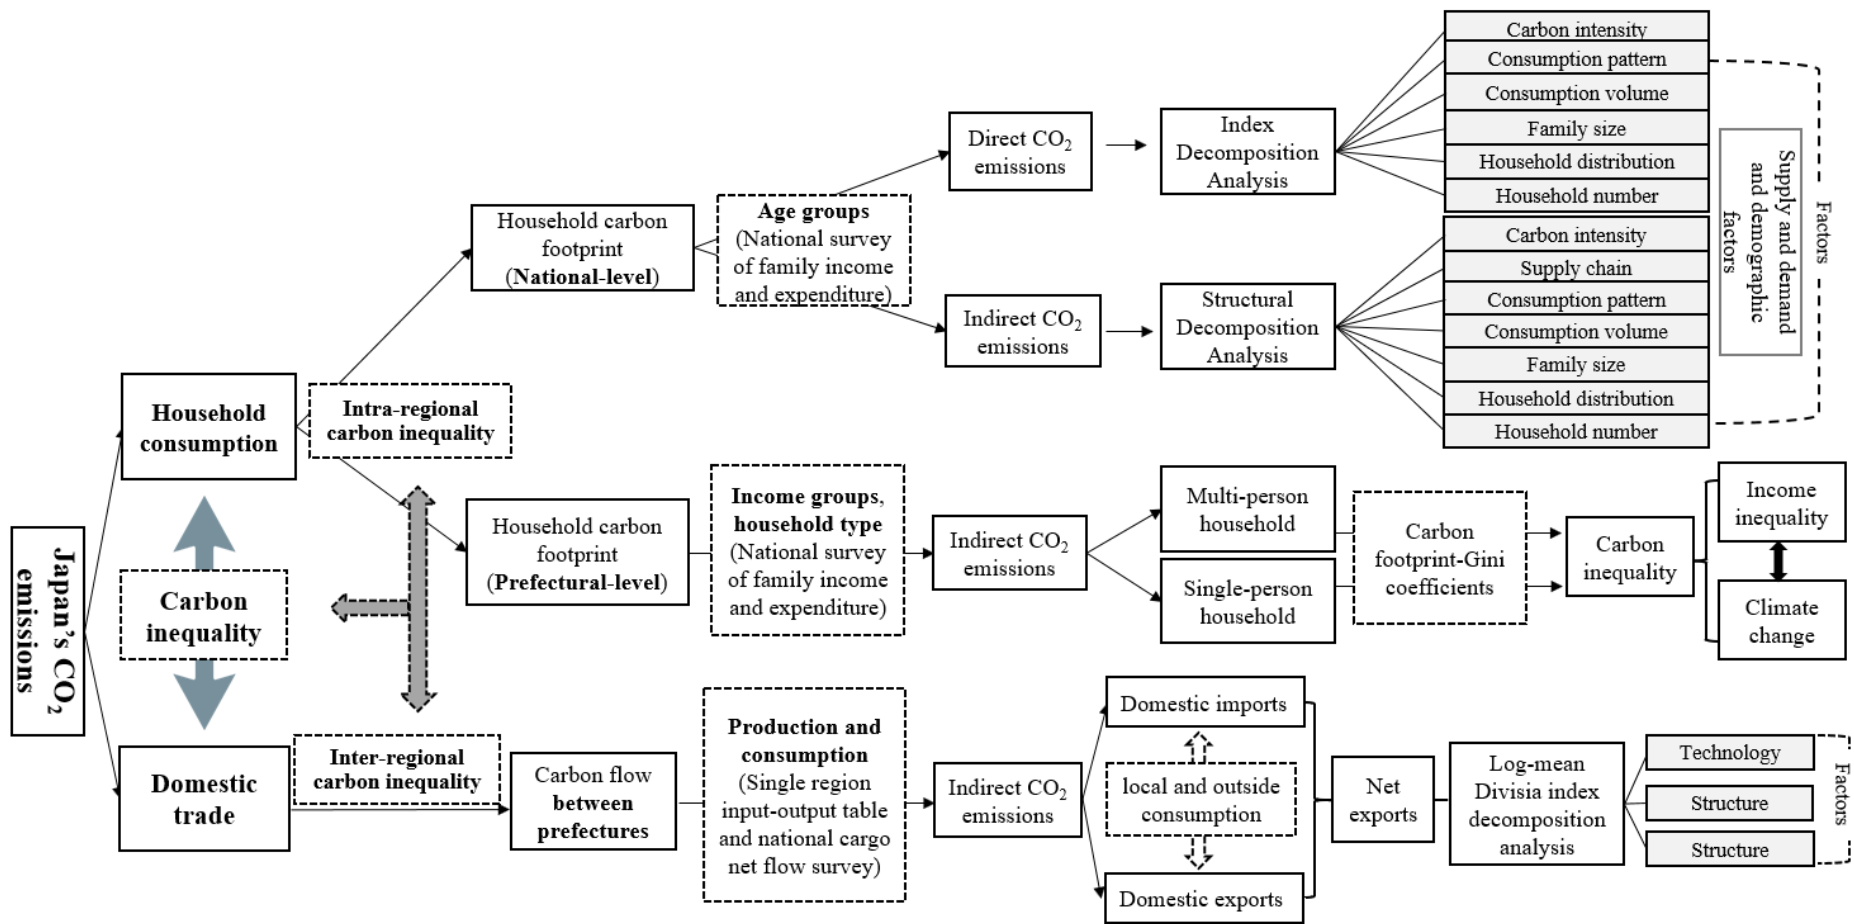 Japan's CO₂
emissions
Household
consumption
Carbon
inequality
Domestic
trade
Intra-regional
carbon inequality
Inter-regional
carbon inequality
Household carbon
footprint
(National-level)
Age groups
(National survey
of family income
and expenditure)
Direct CO₂
emissions
Index
Decomposition
Analysis
Carbon intensity
Consumption pattern
Consumption volume
Family size
Household distribution
Household number
Indirect CO₂
emissions
Structural
Decomposition
Analysis
Carbon intensity
Supply chain
Consumption pattern
Consumption volume
Family size
Household distribution
Household number
Supply and demand
and demographic
factors
Factors
Household carbon
footprint
(Prefectural-level)
Income groups,
household type
(National survey
of family income
and expenditure)
Indirect CO₂
emissions
Multi-person
household
Single-person
household
Carbon
footprint-Gini
coefficients
Carbon
inequality
Income
inequality
Climate
change
Carbon flow
between
prefectures
Production and
consumption
(Single region
input-output table
and national cargo
net flow survey)
Indirect CO₂
emissions
Domestic imports
local and outside
consumption
Domestic exports
Net
exports
Log-mean
Divisia index
decomposition
analysis
Technology
Structure
Structure
Factors